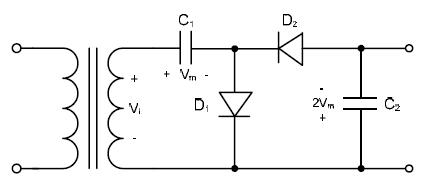 C₁
D₂
+
+ Vₘ -
-
Vᵢ
D₁
2Vₘ
C₂
+
-